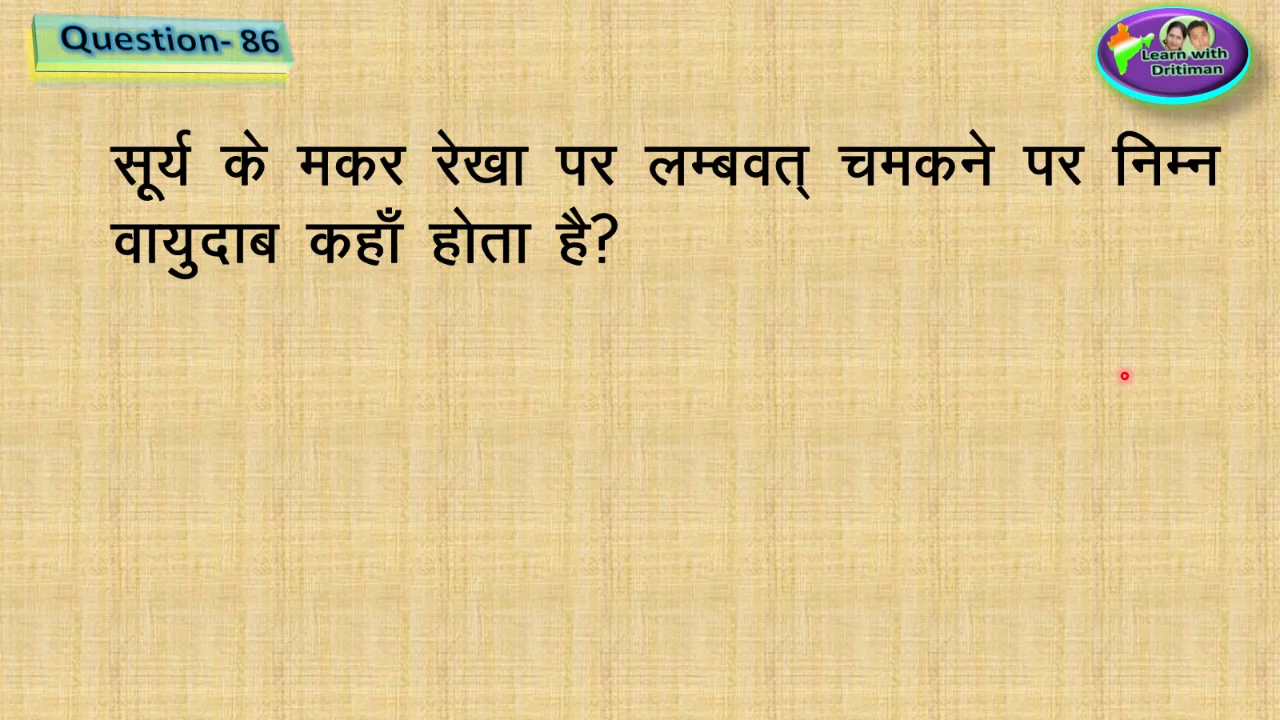 Question- 86
Learn with
Dritiman
सूर्य के मकर रेखा पर लम्बवत् चमकने पर निम्न
वायुदाब कहाँ होता है?